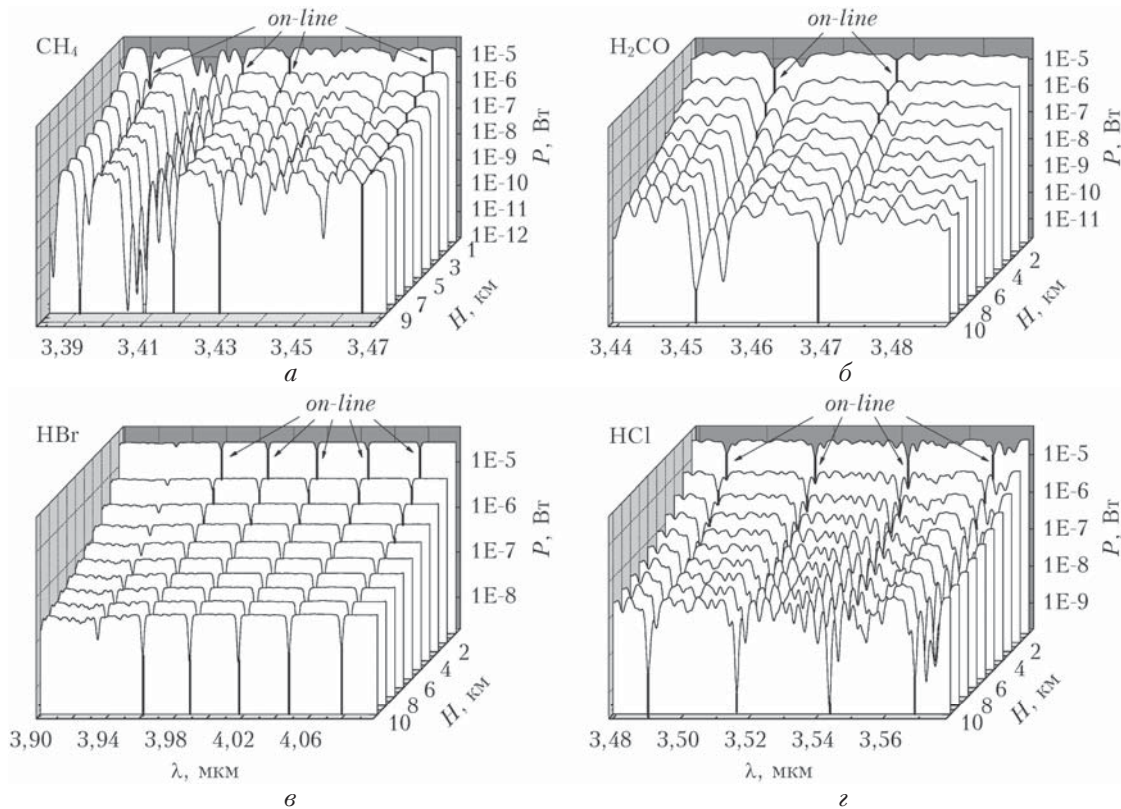 CH₄
on-line
1E-5
1E-6
1E-7
1E-8
1E-9
1E-10
1E-11
1E-12
P, Вт
1
3
5
7
9
H, км
3,39 3,41 3,43 3,45 3,47
а
H₂CO
on-line
1E-5
1E-6
1E-7
1E-8
1E-9
1E-10
1E-11
P, Вт
2
4
6
8
10
H, км
3,44 3,45 3,46 3,47 3,48
б
HBr
on-line
1E-5
1E-6
1E-7
1E-8
P, Вт
2
4
6
8
10
H, км
3,90 3,94 3,98 4,02 4,06
λ, мкм
в
HCl
on-line
1E-5
1E-6
1E-7
1E-8
1E-9
P, Вт
2
4
6
8
10
H, км
3,48 3,50 3,52 3,54 3,56
λ, мкм
г